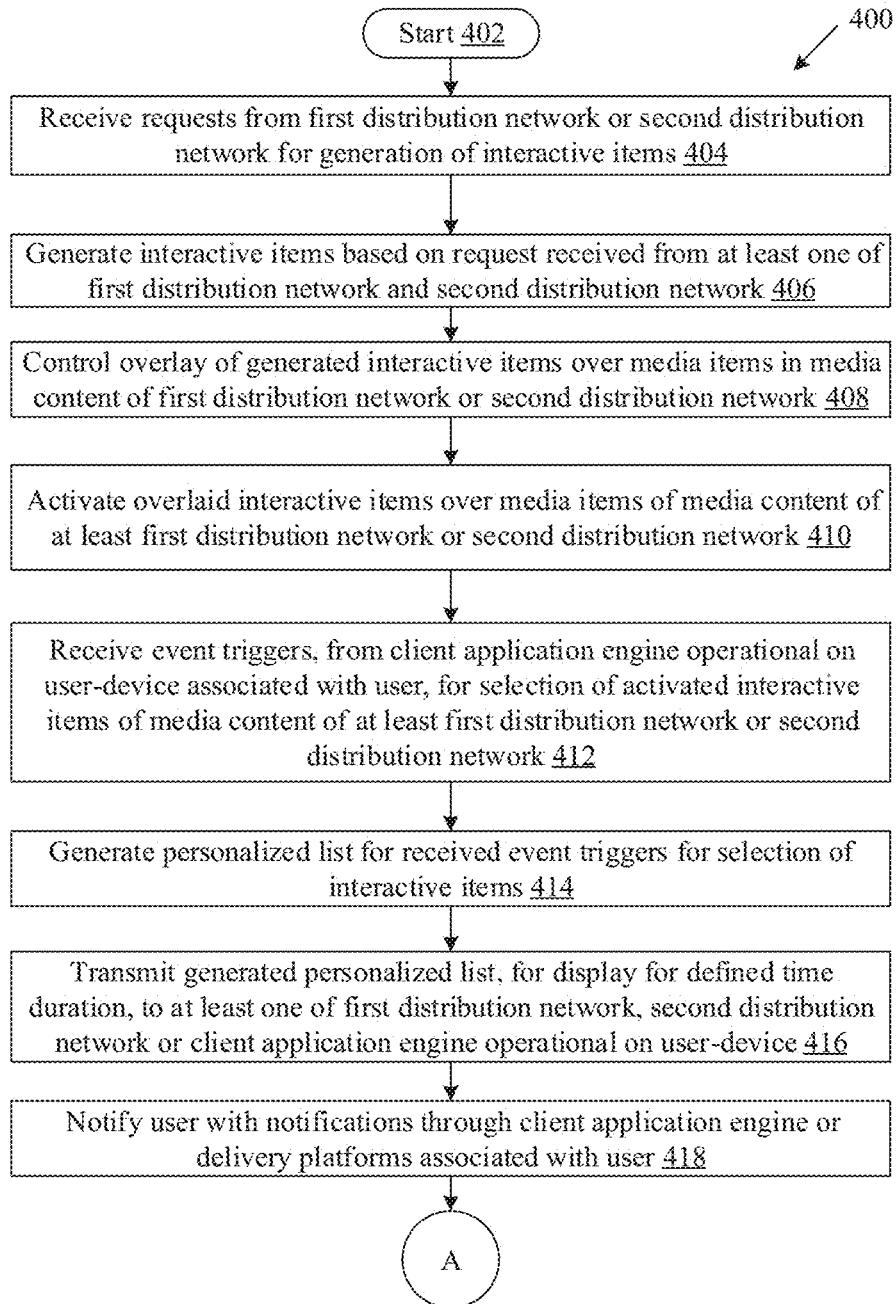 Start 402
400
Receive requests from first distribution network or second distribution
network for generation of interactive items 404
Generate interactive items based on request received from at least one of
first distribution network and second distribution network 406
Control overlay of generated interactive items over media items in media
content of first distribution network or second distribution network 408
Activate overlaid interactive items over media items of media content of
at least first distribution network or second distribution network 410
Receive event triggers, from client application engine operational on
user-device associated with user, for selection of activated interactive
items of media content of at least first distribution network or second
distribution network 412
Generate personalized list for received event triggers for selection of
interactive items 414
Transmit generated personalized list, for display for defined time
duration, to at least one of first distribution network, second distribution
network or client application engine operational on user-device 416
Notify user with notifications through client application engine or
delivery platforms associated with user 418
A